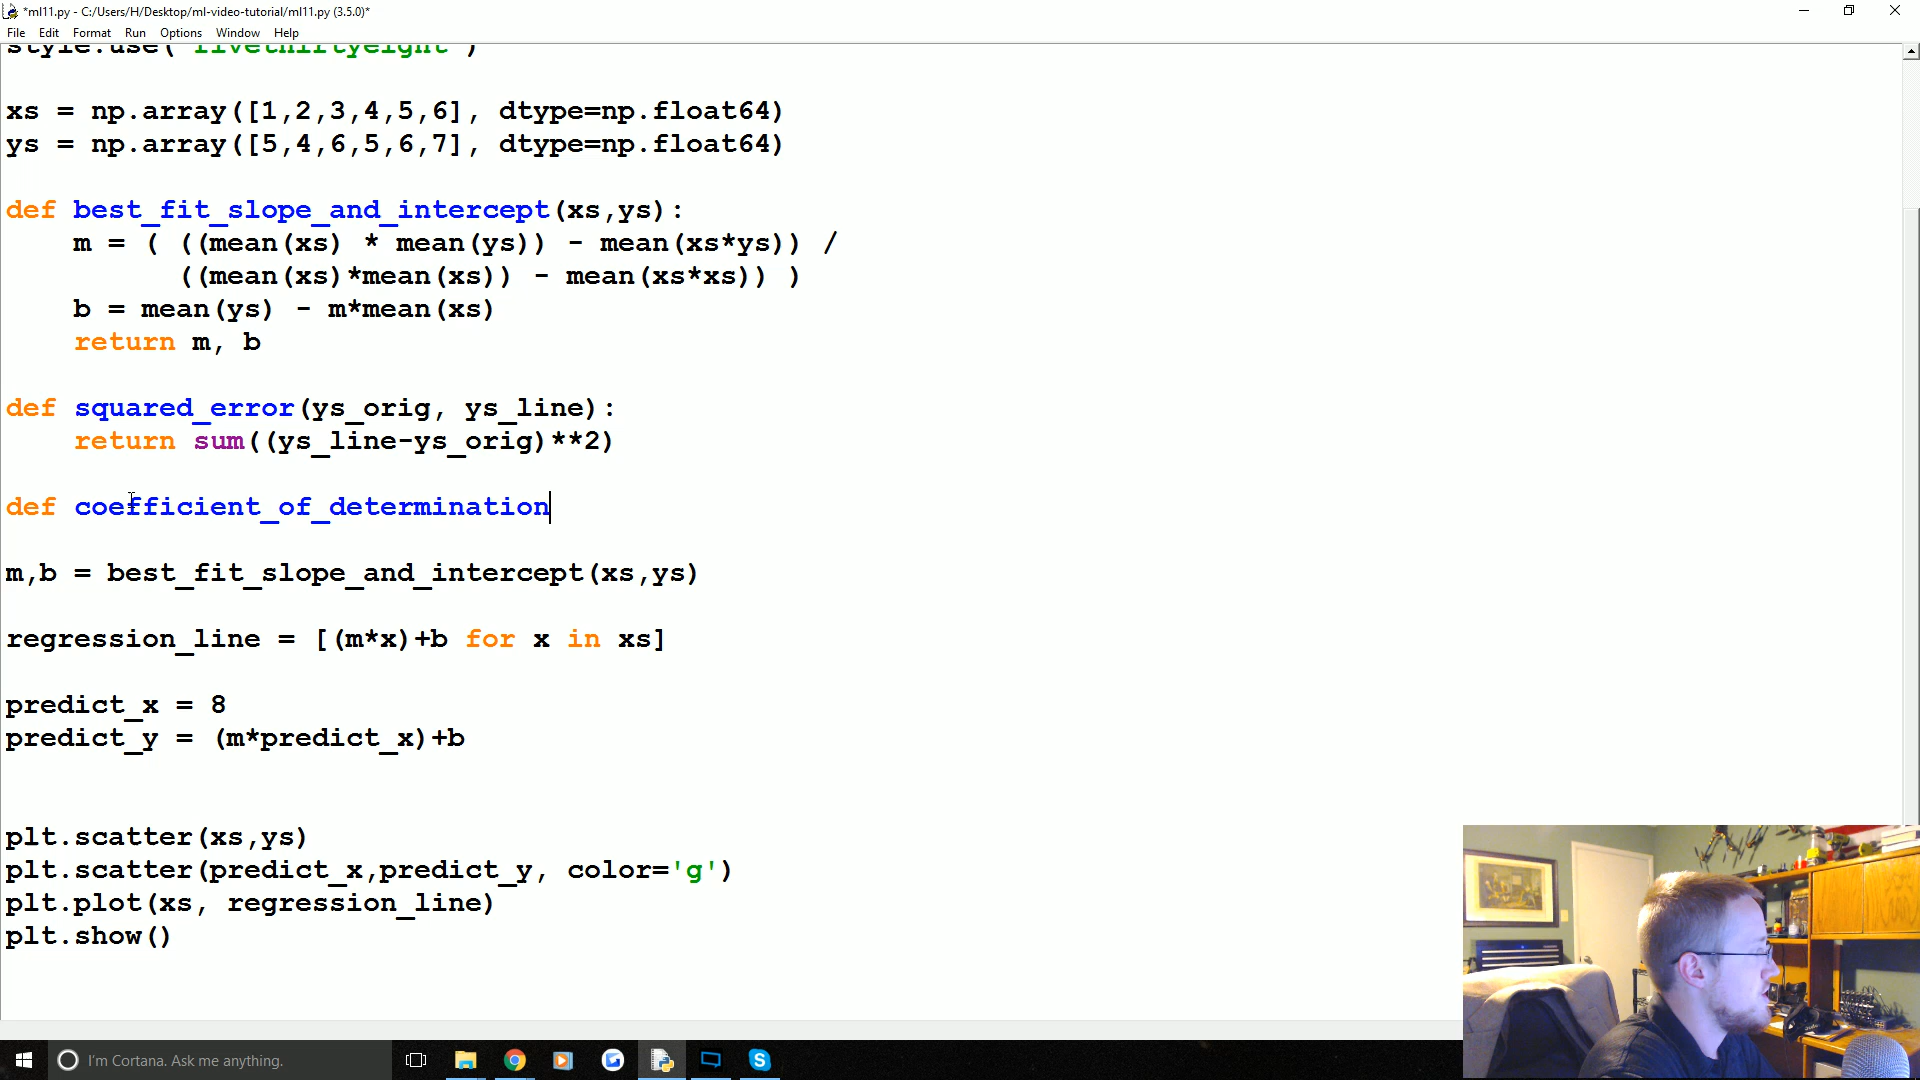 *ml11.py - C:/Users/H/Desktop/ml-video-tutorial/ml11.py (3.5.0)*
File Edit Format Run Options Window Help
style.use('fivethirtyeight')
xs = np.array([1,2,3,4,5,6], dtype=np.float64)
ys = np.array([5,4,6,5,6,7], dtype=np.float64)
def best_fit_slope_and_intercept(xs,ys):
    m = ( ((mean(xs) * mean(ys)) - mean(xs*ys)) /
          ((mean(xs)*mean(xs)) - mean(xs*xs)) )
    b = mean(ys) - m*mean(xs)
    return m, b
def squared_error(ys_orig, ys_line):
    return sum((ys_line-ys_orig)**2)
def coefficient_of_determination
m,b = best_fit_slope_and_intercept(xs,ys)
regression_line = [(m*x)+b for x in xs]
predict_x = 8
predict_y = (m*predict_x)+b
plt.scatter(xs,ys)
plt.scatter(predict_x,predict_y, color='g')
plt.plot(xs, regression_line)
plt.show()
I'm Cortana. Ask me anything.